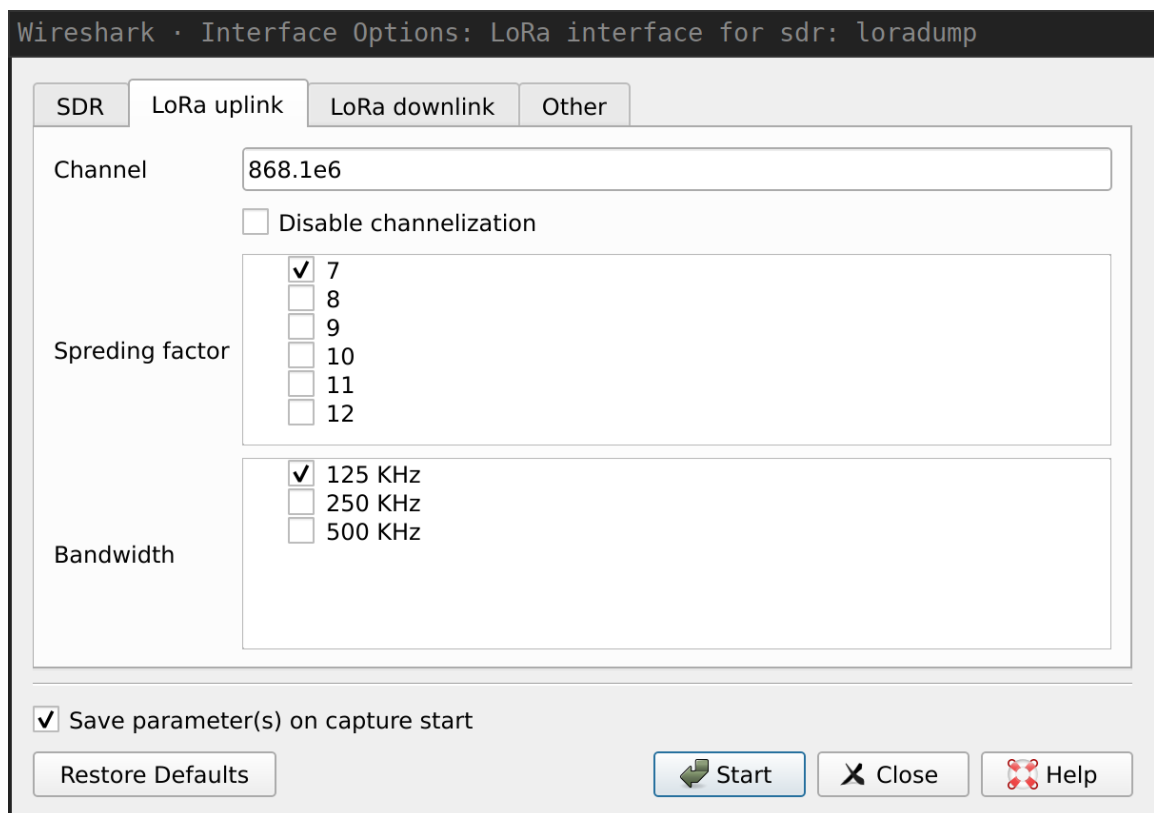 Wireshark · Interface Options: LoRa interface for sdr: loradump
SDR
LoRa uplink
LoRa downlink
Other
Channel
868.1e6
Disable channelization
Spreding factor
7
8
9
10
11
12
Bandwidth
125 KHz
250 KHz
500 KHz
Save parameter(s) on capture start
Restore Defaults
Start
Close
Help